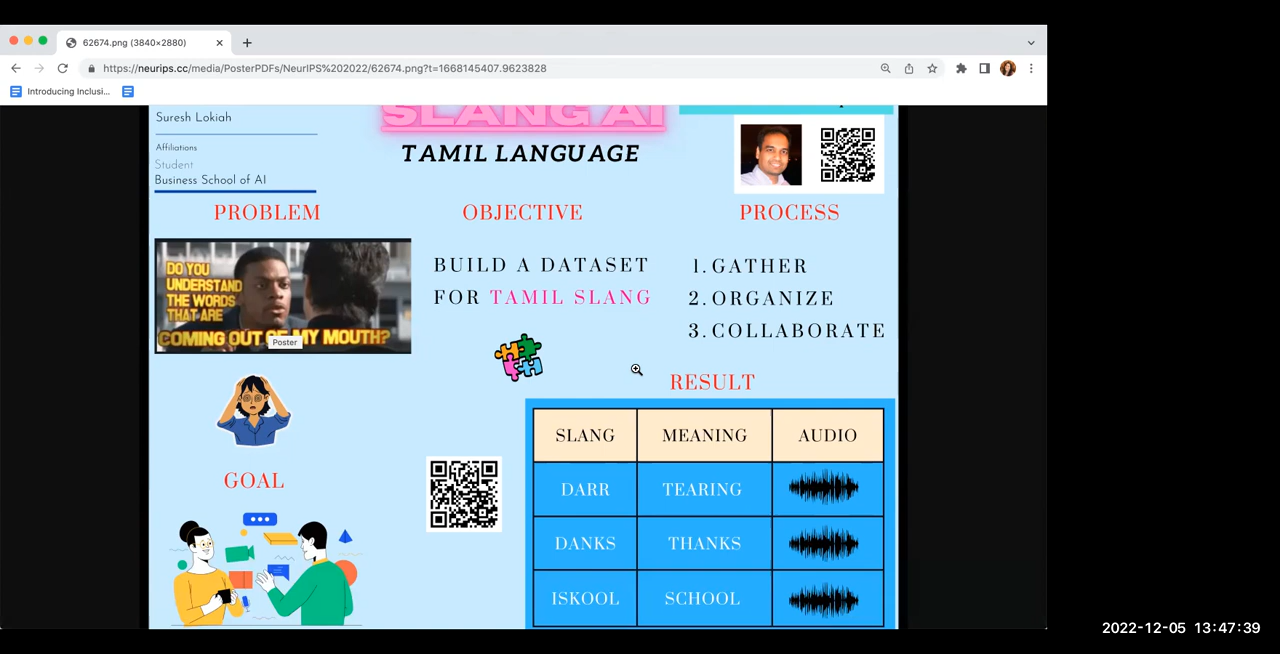 62674.png (3840×2880)
https://neurips.cc/media/PosterPDFs/NeurIPS%202022/62674.png?t=1668145407.9623828
Introducing Inclusi...
Suresh Lokiah
Affiliations
Student
Business School of AI
SLANG AI
TAMIL LANGUAGE
PROBLEM
DO YOU
UNDERSTAND
THE WORDS
THAT ARE
COMING OUT OF MY MOUTH?
Poster
GOAL
OBJECTIVE
BUILD A DATASET
FOR TAMIL SLANG
PROCESS
1. GATHER
2. ORGANIZE
3. COLLABORATE
RESULT
SLANG MEANING AUDIO
DARR TEARING
DANKS THANKS
ISKOOL SCHOOL
2022-12-05 13:47:39